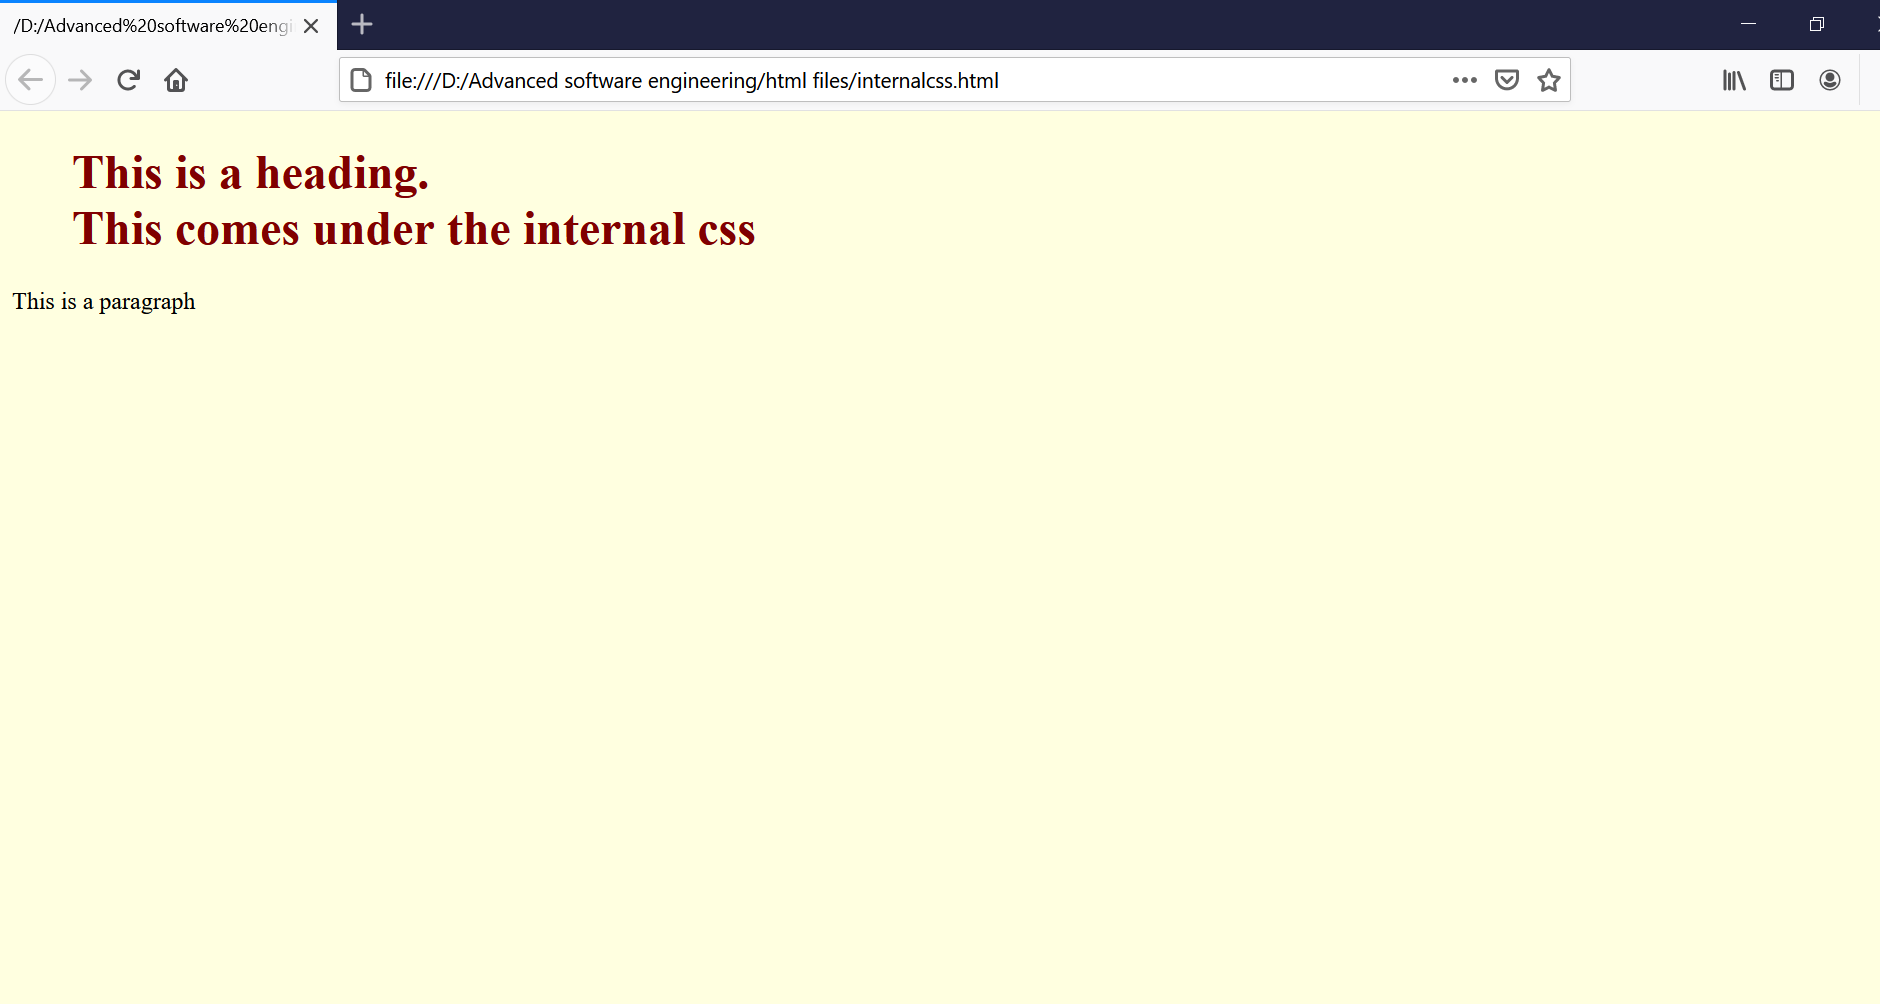 /D:/Advanced%20software%20engi
file:///D:/Advanced software engineering/html files/internalcss.html
This is a heading.
This comes under the internal css
This is a paragraph